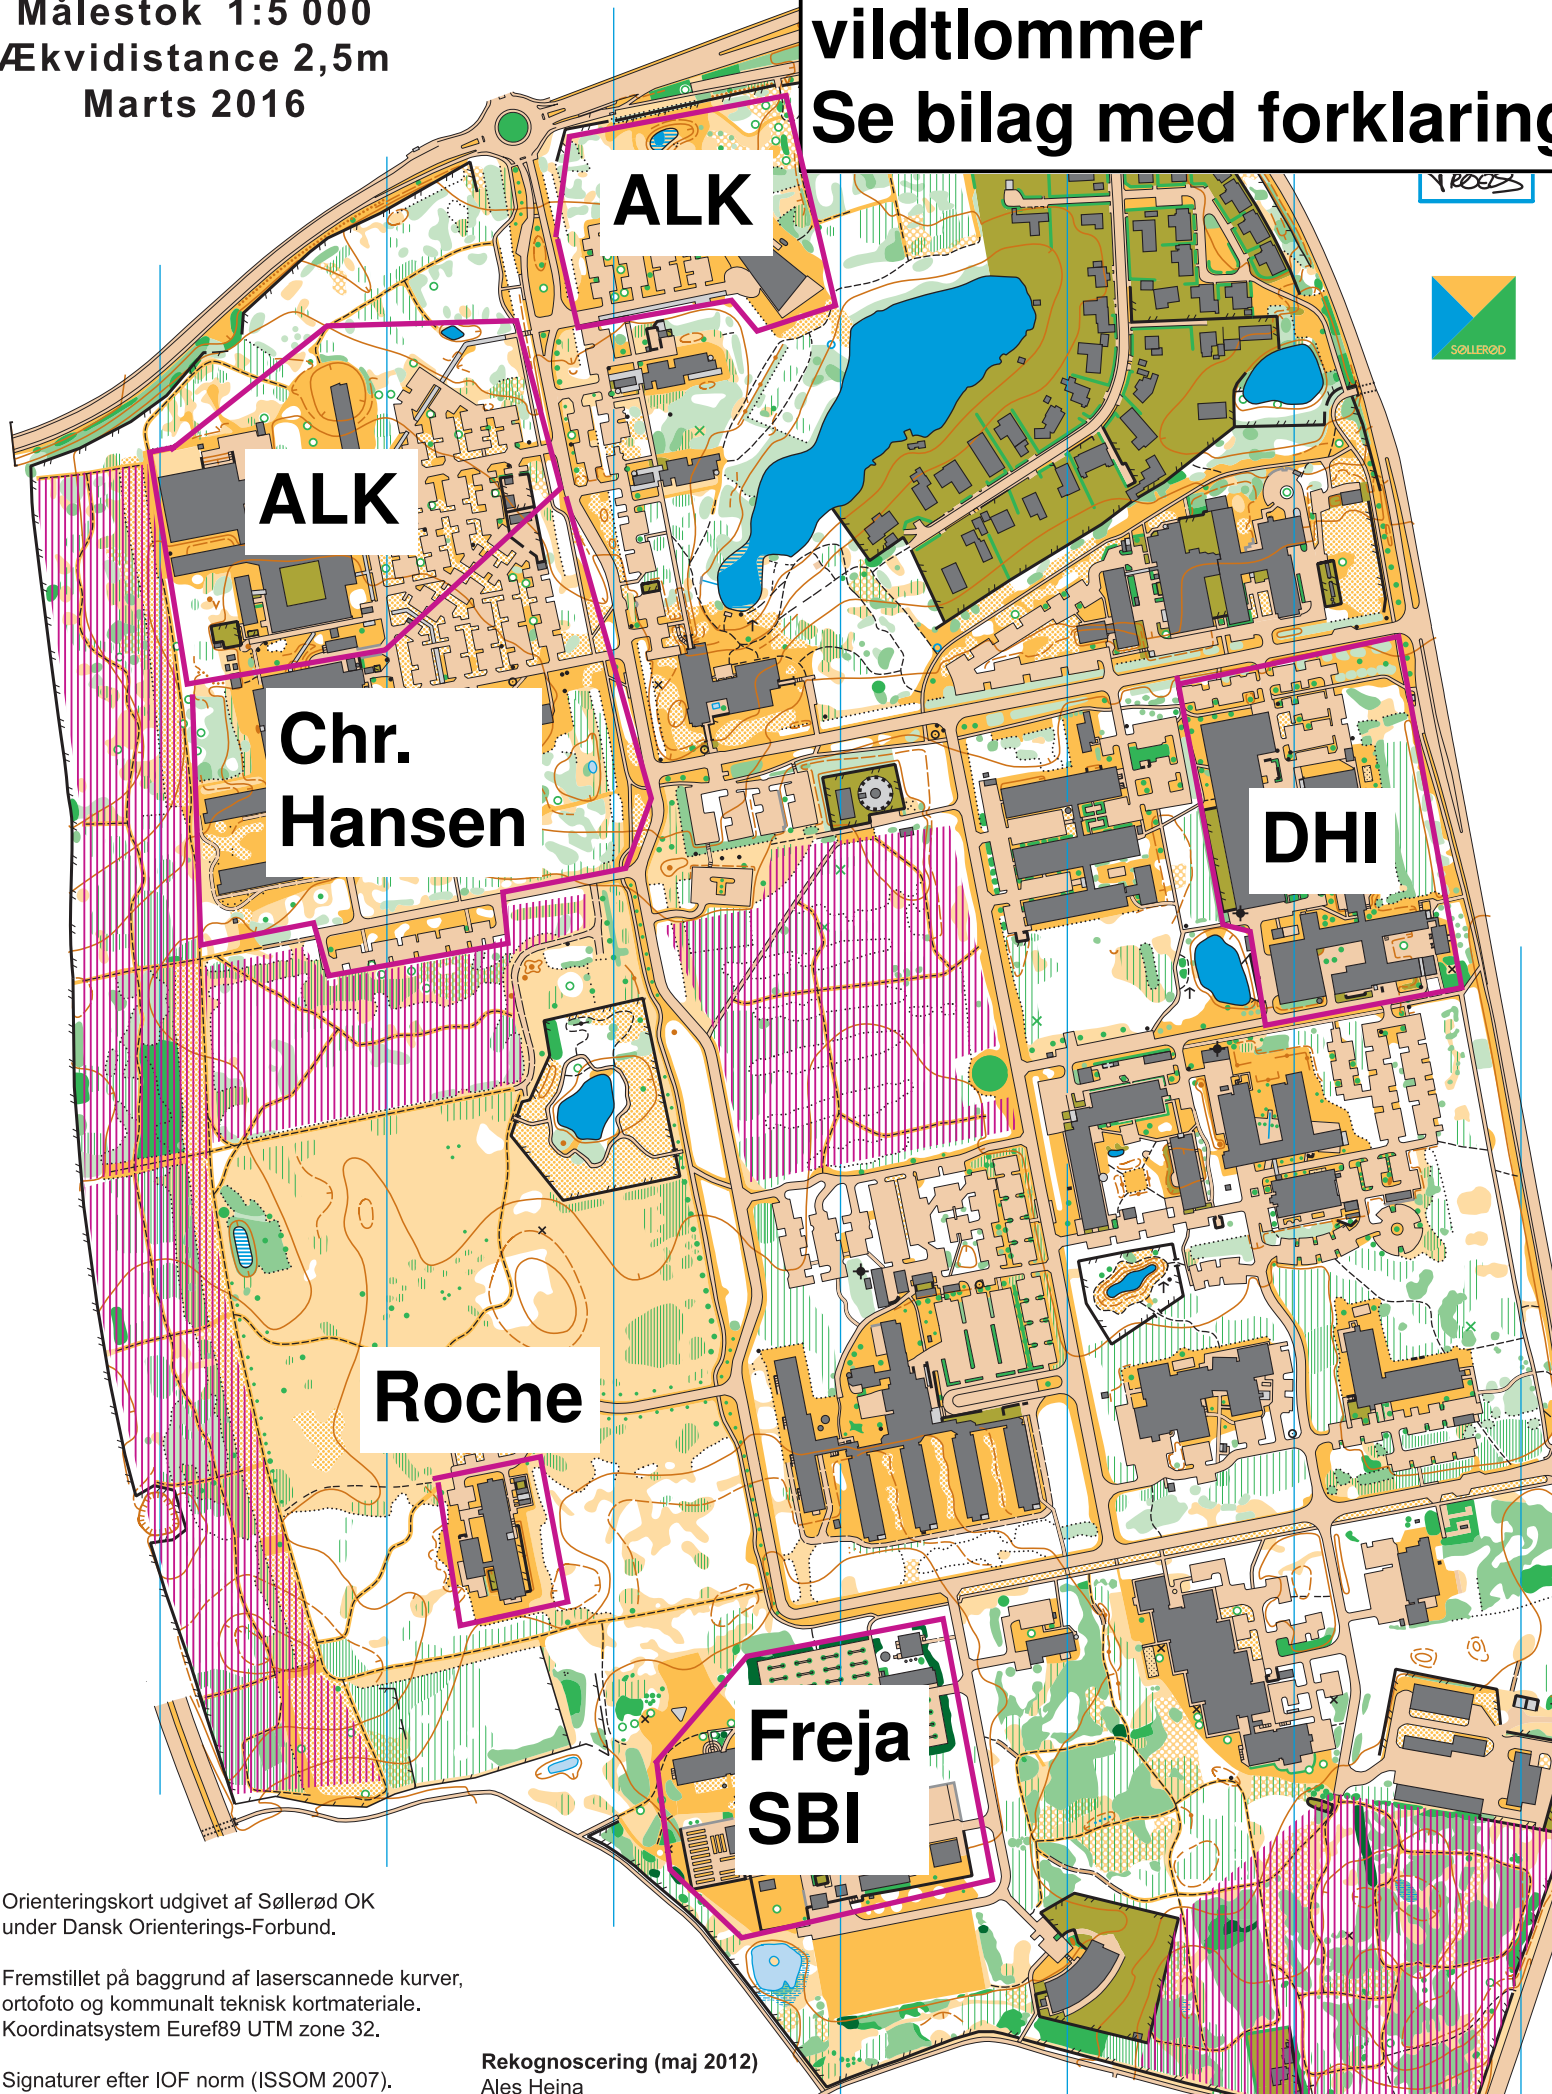 Målestok 1:5 000
Ækvidistance 2,5m
Marts 2016
vildtlommer
Se bilag med forklaring
SØLLERØD
ALK
ALK
Chr.
Hansen
DHI
Roche
Freja
SBI
Orienteringskort udgivet af Søllerød OK
under Dansk Orienterings-Forbund.
Fremstillet på baggrund af laserscannede kurver,
ortofoto og kommunalt teknisk kortmateriale.
Koordinatsystem Euref89 UTM zone 32.
Signaturer efter IOF norm (ISSOM 2007).
Rekognoscering (maj 2012)
Ales Hejna